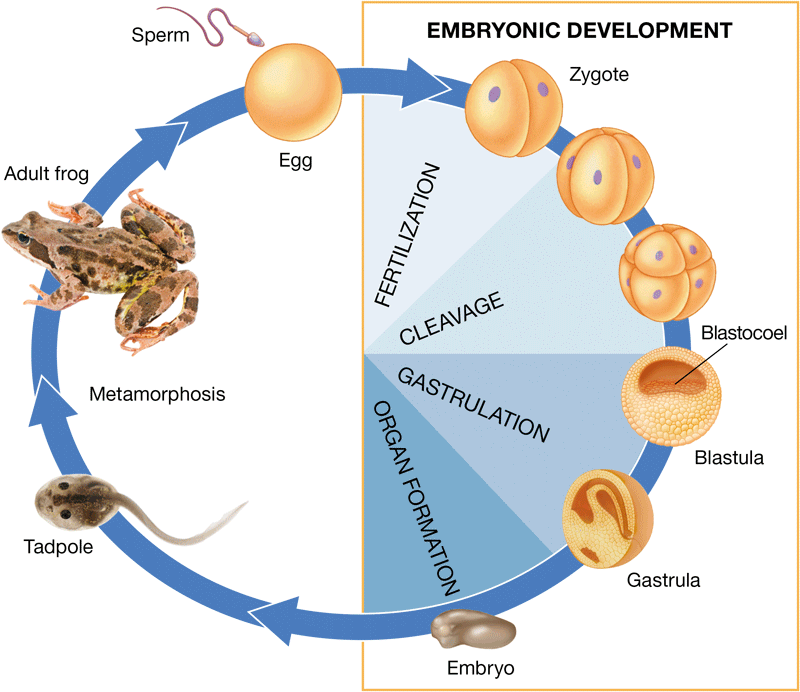 Sperm
EMBRYONIC DEVELOPMENT
Zygote
Egg
Adult frog
FERTILIZATION
CLEAVAGE
Blastocoel
GASTRULATION
Metamorphosis
ORGAN FORMATION
Blastula
Tadpole
Gastrula
Embryo